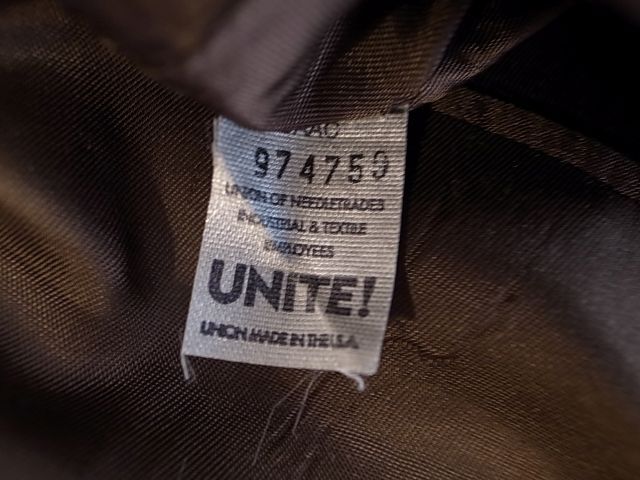 974759
UNION OF NEEDLETRADES
INDUSTRIAL & TEXTILE
EMPLOYEES
UNITE!
UNION MADE IN THE U.S.A.